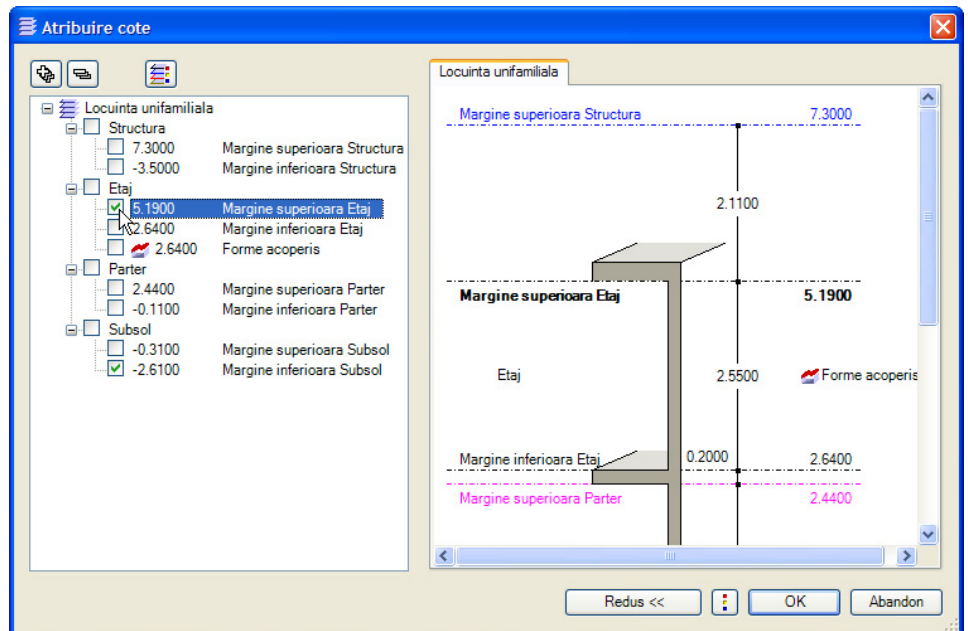 Atribuire cote
Locuinta unifamiliala
Structura
7.3000 Margine superioara Structura
-3.5000 Margine inferioara Structura
Etaj
5.1900 Margine superioara Etaj
2.6400 Margine inferioara Etaj
2.6400 Forme acoperis
Parter
2.4400 Margine superioara Parter
-0.1100 Margine inferioara Parter
Subsol
-0.3100 Margine superioara Subsol
-2.6100 Margine inferioara Subsol
Locuinta unifamiliala
Margine superioara Structura 7.3000
2.1100
Margine superioara Etaj 5.1900
Etaj 2.5500 Forme acoperis
Margine inferioara Etaj 0.2000 2.6400
Margine superioara Parter 2.4400
Redus << OK Abandon